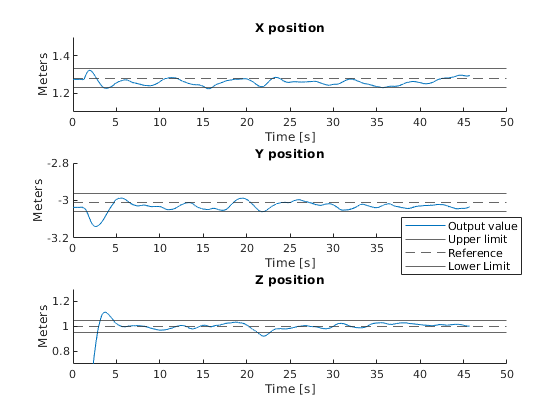 X position
1.4
1.2
Meters
0 5 10 15 20 25 30 35 40 45 50
Time [s]
Y position
-2.8
-3
-3.2
Meters
0 5 10 15 20 25 30 35 40 45 50
Time [s]
Output value
Upper limit
Reference
Lower Limit
Z position
1.2
1
0.8
Meters
0 5 10 15 20 25 30 35 40 45 50
Time [s]